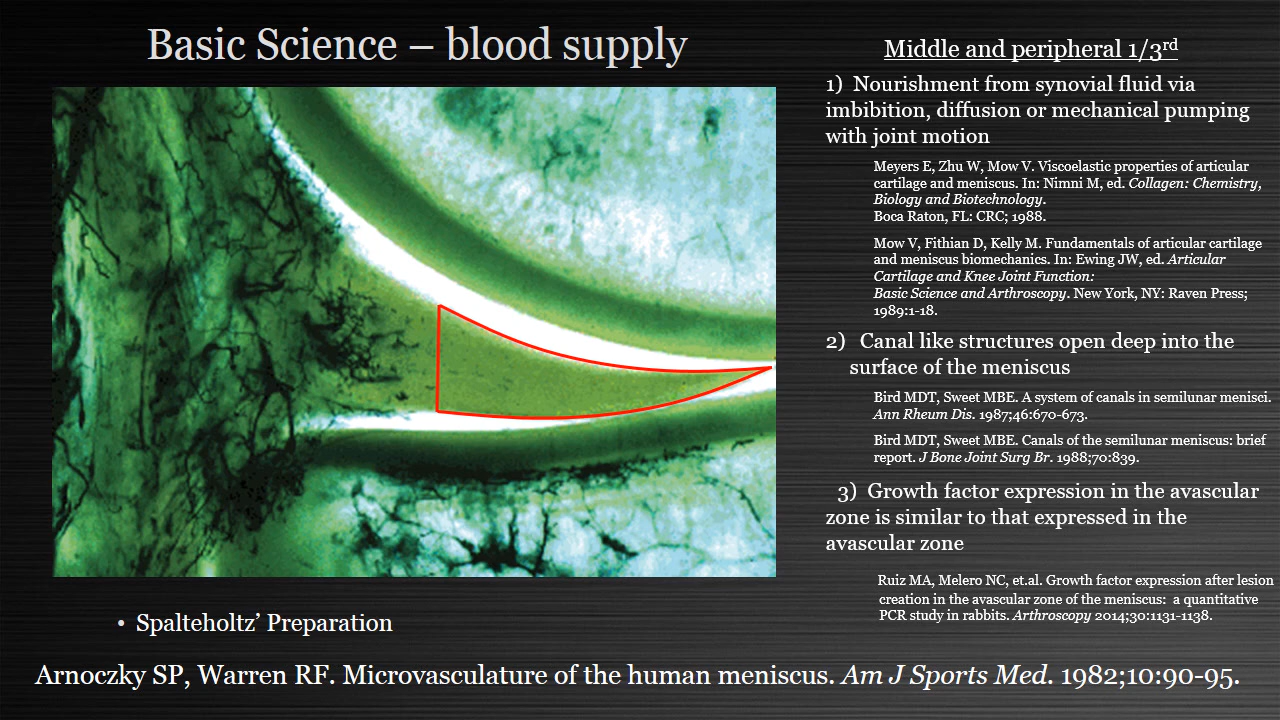 Basic Science – blood supply
Middle and peripheral 1/3rd
1) Nourishment from synovial fluid via
imbibition, diffusion or mechanical pumping
with joint motion
Meyers E, Zhu W, Mow V. Viscoelastic properties of articular
cartilage and meniscus. In: Nimni M, ed. Collagen: Chemistry,
Biology and Biotechnology.
Boca Raton, FL: CRC; 1988.
Mow V, Fithian D, Kelly M. Fundamentals of articular cartilage
and meniscus biomechanics. In: Ewing JW, ed. Articular
Cartilage and Knee Joint Function:
Basic Science and Arthroscopy. New York, NY: Raven Press;
1989:1-18.
2) Canal like structures open deep into the
surface of the meniscus
Bird MDT, Sweet MBE. A system of canals in semilunar menisci.
Ann Rheum Dis. 1987;46:670-673.
Bird MDT, Sweet MBE. Canals of the semilunar meniscus: brief
report. J Bone Joint Surg Br. 1988;70:839.
3) Growth factor expression in the avascular
zone is similar to that expressed in the
avascular zone
Ruiz MA, Melero NC, et.al. Growth factor expression after lesion
creation in the avascular zone of the meniscus: a quantitative
PCR study in rabbits. Arthroscopy 2014;30:1131-1138.
• Spalteholtz’ Preparation
Arnoczky SP, Warren RF. Microvasculature of the human meniscus. Am J Sports Med. 1982;10:90-95.